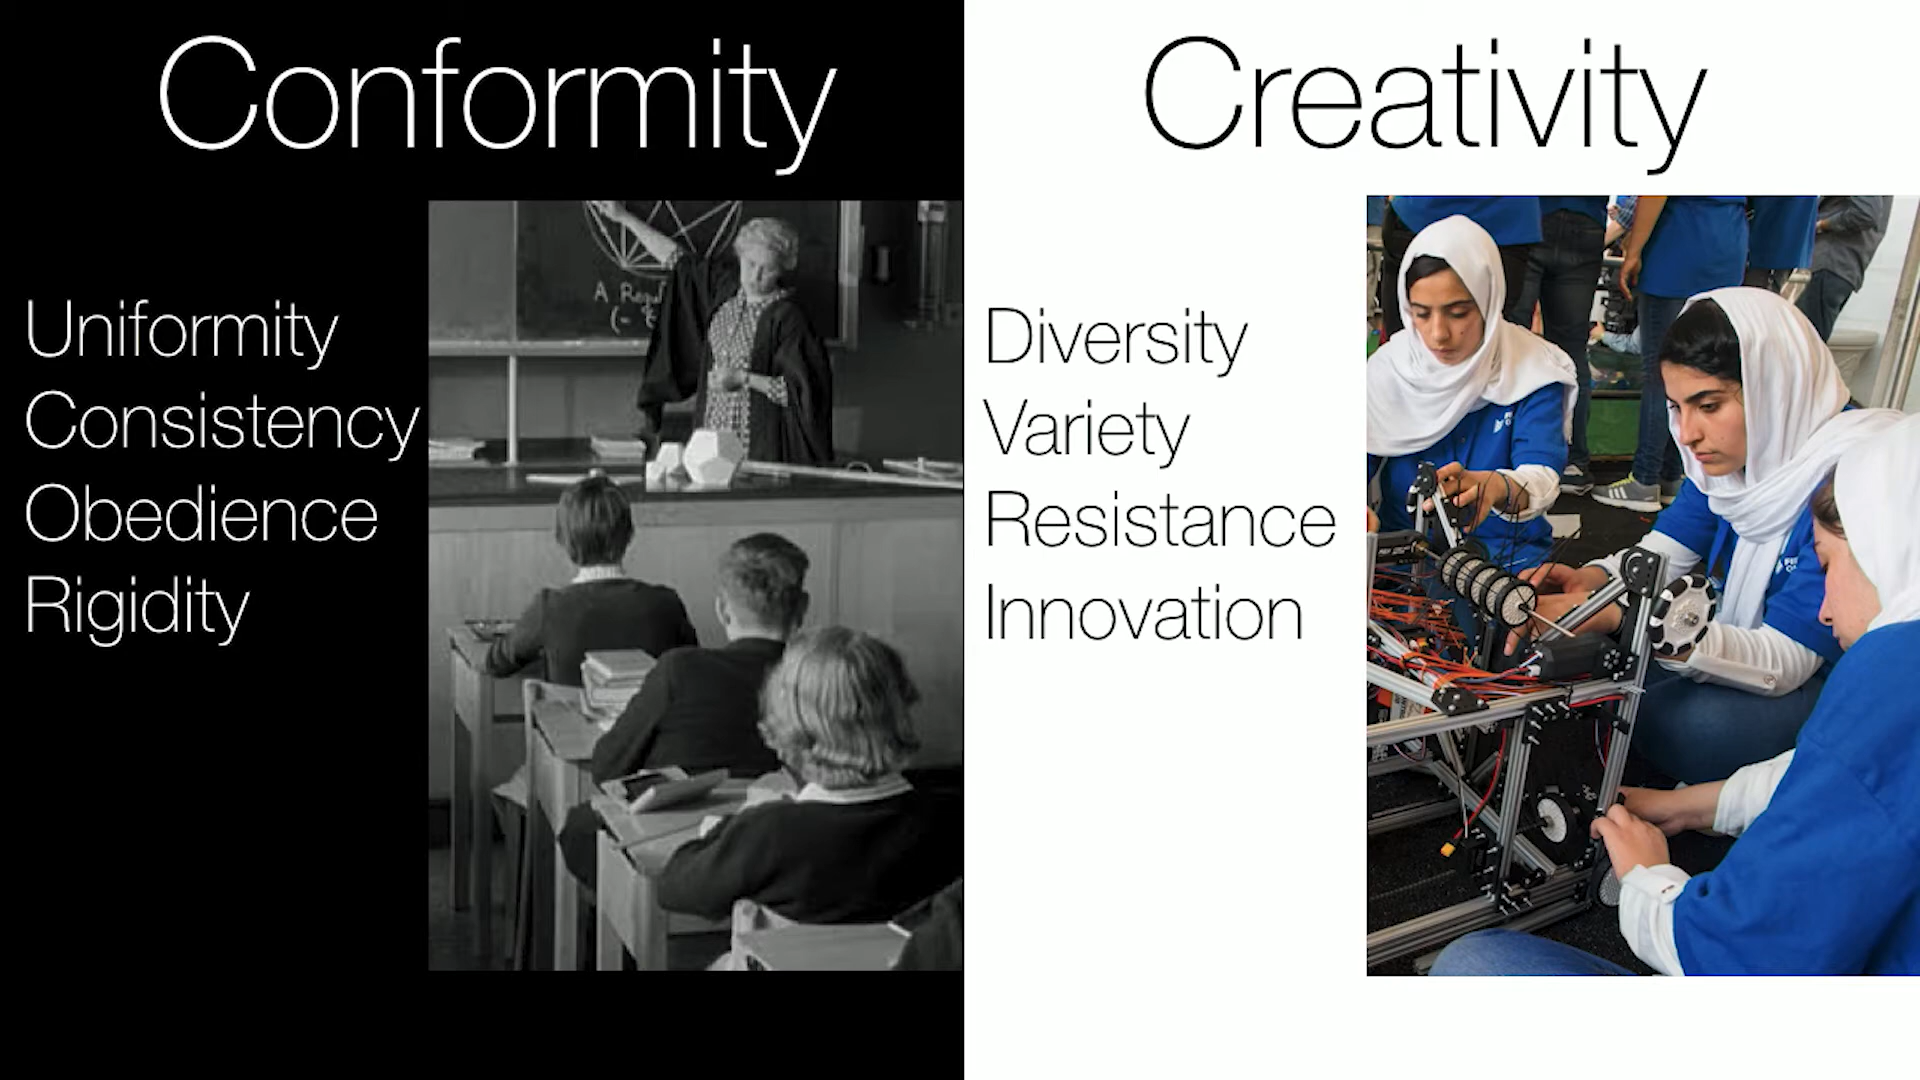 Conformity
Uniformity
Consistency
Obedience
Rigidity
Creativity
Diversity
Variety
Resistance
Innovation